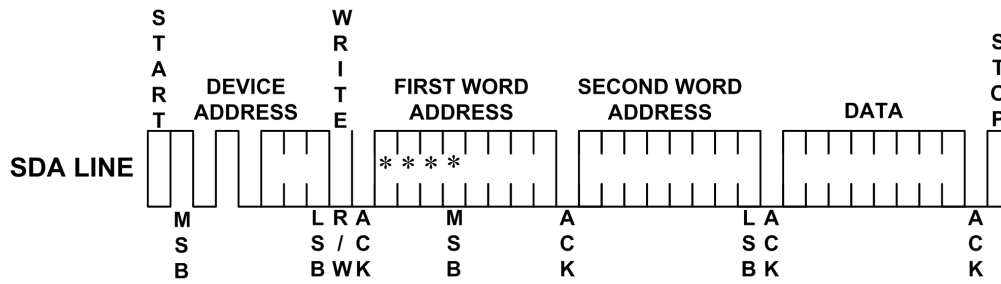 START
WRITE
STOP
DEVICE
ADDRESS
FIRST WORD
ADDRESS
SECOND WORD
ADDRESS
DATA
SDA LINE
* * * *
MSB
LSB
R/W
ACK
MSB
ACK
LSB
ACK
ACK